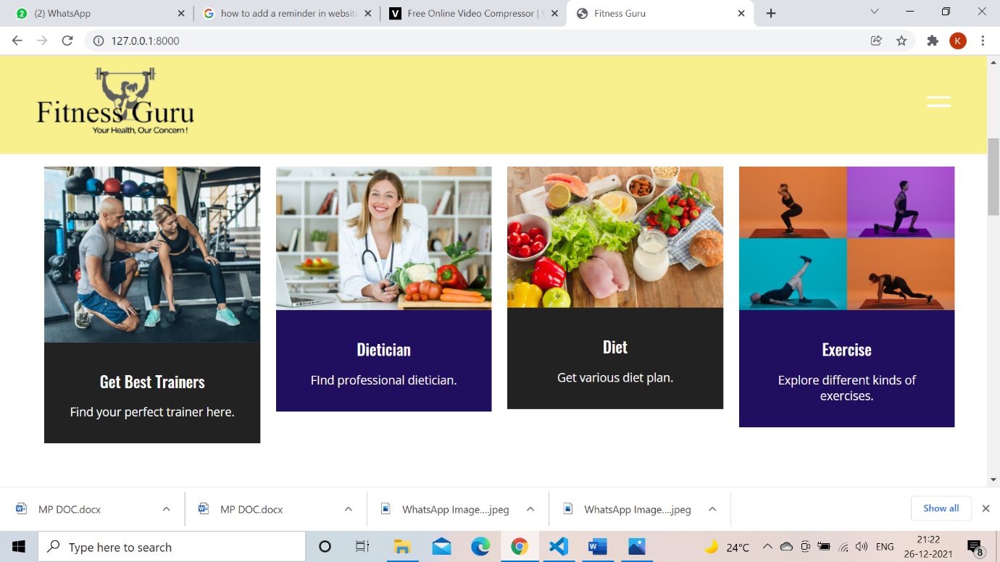 (2) WhatsApp
how to add a reminder in website
Free Online Video Compressor |
Fitness Guru
127.0.0.1:8000
K
Fitness Guru
Your Health, Our Concern !
Get Best Trainers
Find your perfect trainer here.
Dietician
FInd professional dietician.
Diet
Get various diet plan.
Exercise
Explore different kinds of
exercises.
MP DOC.docx
MP DOC.docx
WhatsApp Image....jpeg
WhatsApp Image....jpeg
Show all
Type here to search
24°C
ENG
21:22
26-12-2021
8